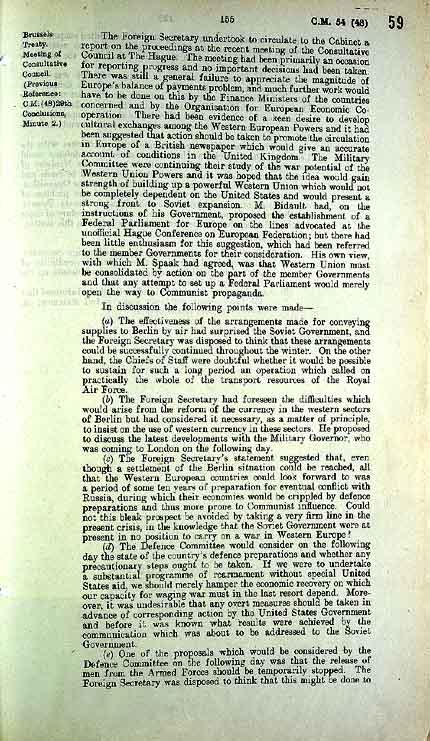 155
C.M. 54 (48)
59
Brussels
Treaty.
Meeting of
Consultative
Council.
(Previous
Reference:
C.M.(48)29th
Conclusions,
Minute 2.)
The Foreign Secretary undertook to circulate to the Cabinet a
report on the proceedings at the recent meeting of the Consultative
Council at The Hague. The meeting had been primarily an occasion
for reporting progress and no important decisions had been taken.
There was still a general failure to appreciate the magnitude of
Europe's balance of payments problem, and much further work would
have to be done on this by the Finance Ministers of the countries
concerned and by the Organisation for European Economic Co-
operation. There had been evidence of a keen desire to develop
cultural exchanges among the Western European Powers and it had
been suggested that action should be taken to promote the circulation
in Europe of a British newspaper which would give an accurate
account of conditions in the United Kingdom. The Military
Committee were continuing their study of the war potential of the
Western Union Powers and it was hoped that the idea would gain
strength of building up a powerful Western Union which would not
be completely dependent on the United States and would present a
strong front to Soviet expansion. M. Bidault had, on the
instructions of his Government, proposed the establishment of a
Federal Parliament for Europe on the lines advocated at the
unofficial Hague Conference on European Federation; but there had
been little enthusiasm for this suggestion, which had been referred
to the member Governments for their consideration. His own view,
with which M. Spaak had agreed, was that Western Union must
be consolidated by action on the part of the member Governments
and that any attempt to set up a Federal Parliament would merely
open the way to Communist propaganda.
In discussion the following points were made—
(a) The effectiveness of the arrangements made for conveying
supplies to Berlin by air had surprised the Soviet Government, and
the Foreign Secretary was disposed to think that these arrangements
could be successfully continued throughout the winter. On the other
hand, the Chiefs of Staff were doubtful whether it would be possible
to sustain for such a long period an operation which called on
practically the whole of the transport resources of the Royal
Air Force.
(b) The Foreign Secretary had foreseen the difficulties which
would arise from the reform of the currency in the western sectors
of Berlin but had considered it necessary, as a matter of principle,
to insist on the use of western currency in these sectors. He proposed
to discuss the latest developments with the Military Governor, who
was coming to London on the following day.
(c) The Foreign Secretary's statement suggested that, even
though a settlement of the Berlin situation could be reached, all
that the Western European countries could look forward to was
a period of some ten years of preparation for eventual conflict with
Russia, during which their economies would be crippled by defence
preparations and thus more prone to Communist influence. Could
not this bleak prospect be avoided by taking a very firm line in the
present crisis, in the knowledge that the Soviet Government were at
present in no position to carry on a war in Western Europe?
(d) The Defence Committee would consider on the following
day the state of the country's defence preparations and whether any
precautionary steps ought to be taken. If we were to undertake
a substantial programme of rearmament without special United
States aid, we should merely hamper the economic recovery on which
our capacity for waging war must in the last resort depend. More-
over, it was undesirable that any overt measures should be taken in
advance of corresponding action by the United States Government
and before it was known what results were achieved by the
communication which was about to be addressed to the Soviet
Government.
(e) One of the proposals which would be considered by the
Defence Committee on the following day was that the release of
men from the Armed Forces should be temporarily stopped. The
Foreign Secretary was disposed to think that this might be done to